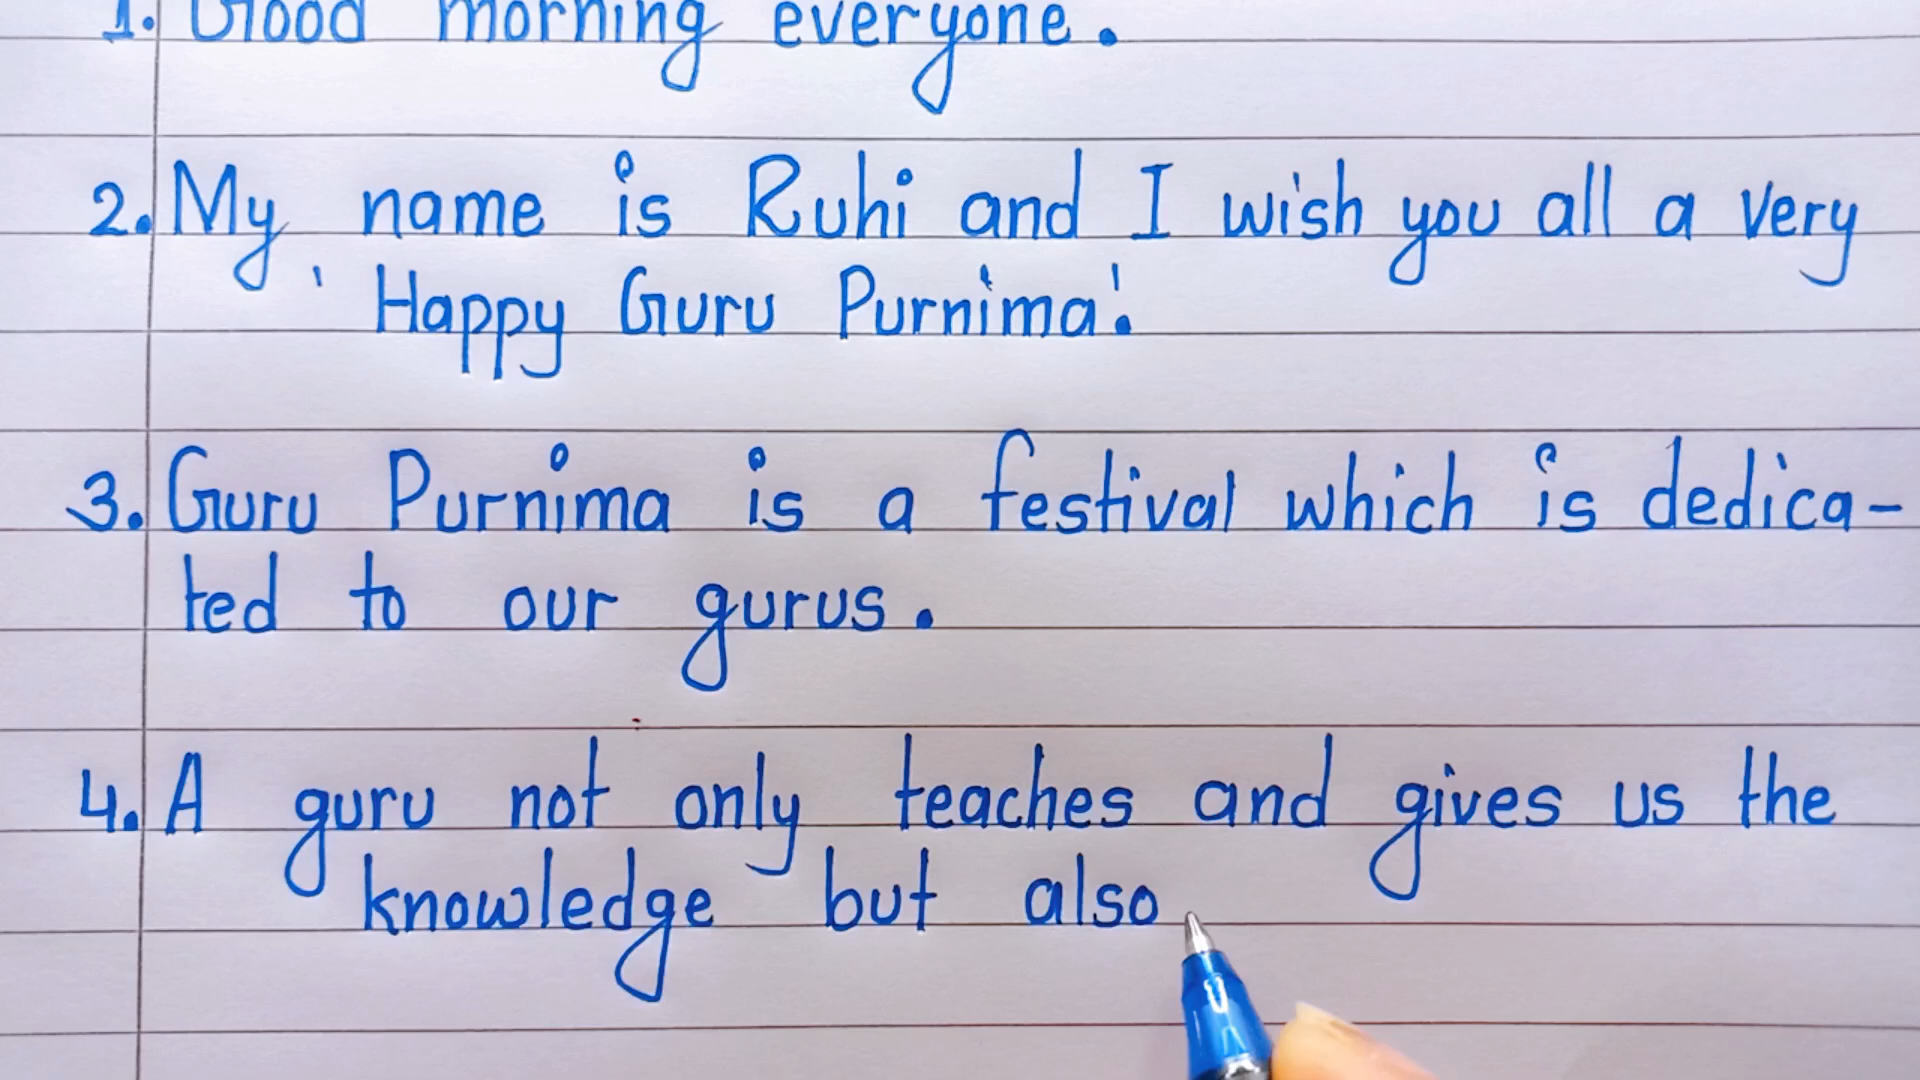 1. Good morning everyone.
2. My name is Ruhi and I wish you all a very
'Happy Guru Purnima'.
3. Guru Purnima is a festival which is dedica-
ted to our gurus.
4. A guru not only teaches and gives us the
knowledge but also